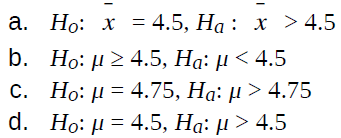 a. Ho: x̄ = 4.5, Ha : x̄ > 4.5
b. Ho: μ ≥ 4.5, Ha: μ < 4.5
c. Ho: μ = 4.75, Ha: μ > 4.75
d. Ho: μ = 4.5, Ha: μ > 4.5